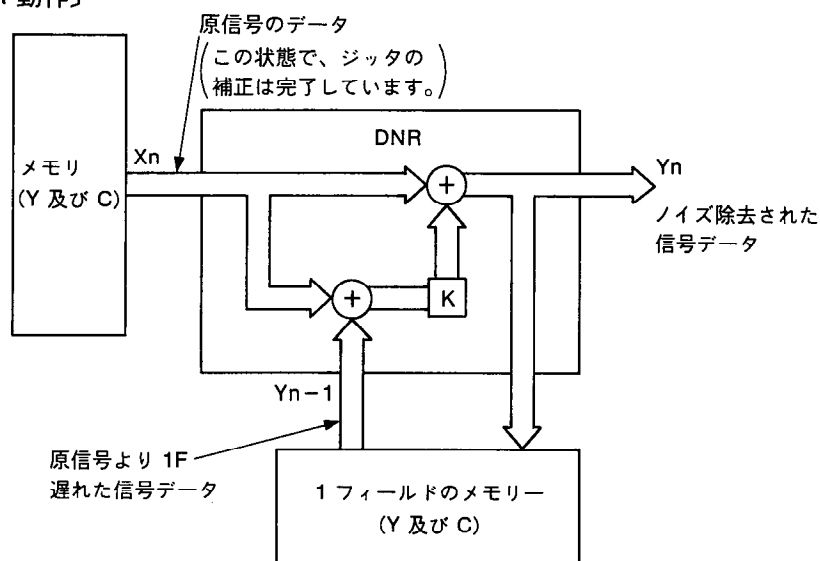 動作」
原信号のデータ
(この状態で、ジッタの
補正は完了しています。)
DNR
Xn
メモリ
(Y 及び C)
+
Yn
ノイズ除去された
信号データ
+
K
Yn−1
原信号より 1F
遅れた信号データ
1 フィールドのメモリー
(Y 及び C)